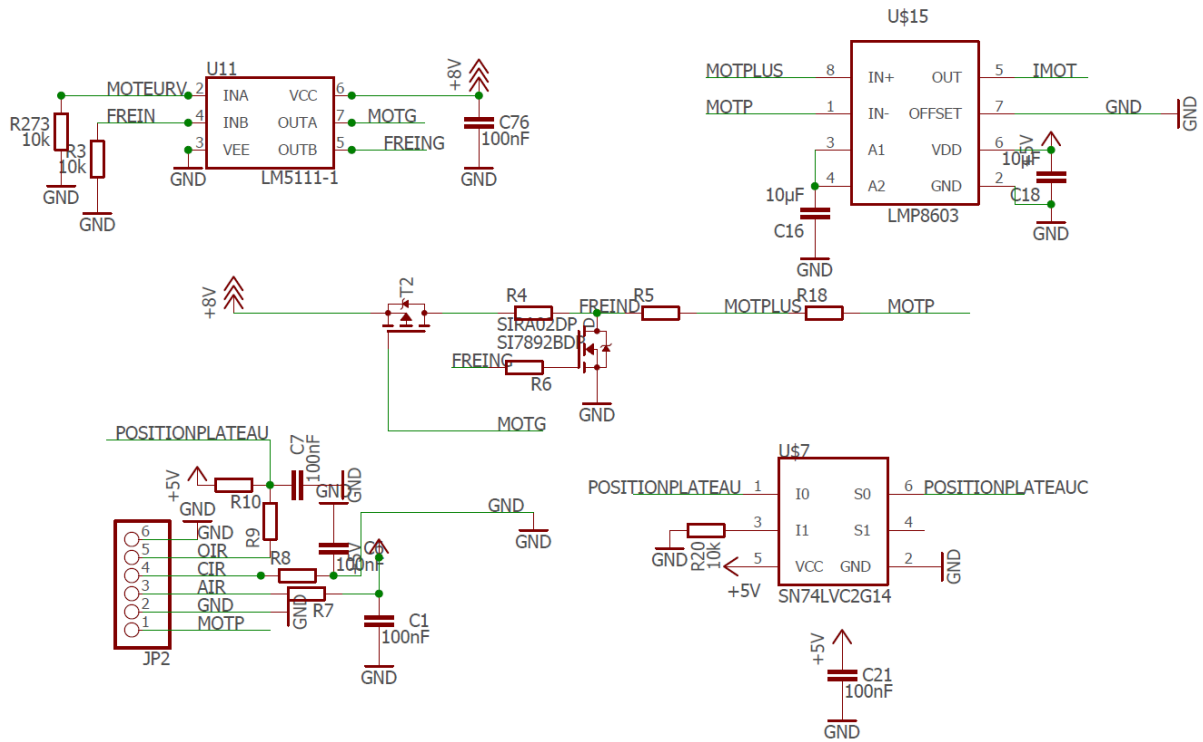 U11
MOTEURV 2 INA VCC 6 +8V
FREIN 4 INB OUTA 7 MOTG
3 VEE OUTB 5 FREING
R273
10k
R3
10k
GND
GND
GND
LM5111-1
C76
100nF
GND
U$15
MOTPLUS 8 IN+ OUT 5 IMOT
MOTP 1 IN- OFFSET 7 GND
GND
3 A1 VDD 6 +5V
4 A2 GND 2
10µF
C18
GND
LMP8603
10µF
C16
GND
+8V
T2
R4
FREIND
R5
MOTPLUS
R18
MOTP
SIRA02DP
D
SI7892BDP
FREING
R6
GND
MOTG
POSITIONPLATEAU
+5V
R10
C7
100nF
GND
GND
GND
R9
6 GND
5 OIR
4 CIR
3 AIR
2 GND
1 MOTP
JP2
R8
R7
GND
+5V
100nF
GND
GND
C1
100nF
GND
U$7
POSITIONPLATEAU 1 I0 S0 6 POSITIONPLATEAUC
3 I1 S1 4
5 VCC GND 2
GND
R20
10k
+5V
GND
SN74LVC2G14
+5V
C21
100nF
GND